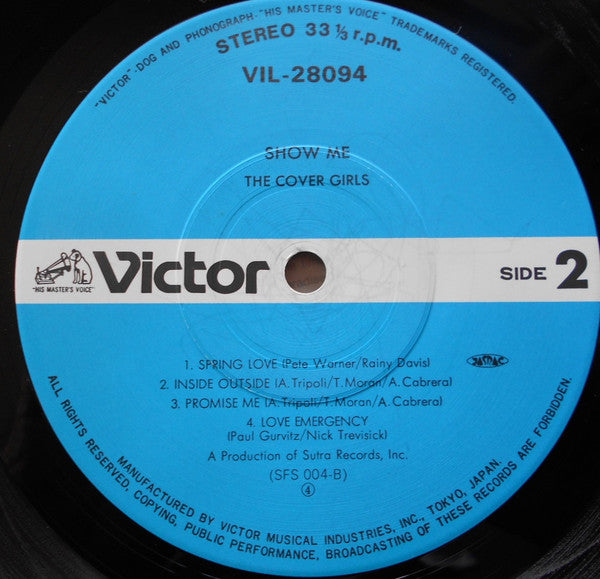 "VICTOR"-DOG AND PHONOGRAPH-"HIS MASTER'S VOICE" TRADEMARKS REGISTERED.
STEREO 33 ⅓ r.p.m.
VIL-28094
SHOW ME
THE COVER GIRLS
"HIS MASTER'S VOICE"
Victor
SIDE 2
1. SPRING LOVE (Pete Warner/Rainy Davis)
2. INSIDE OUTSIDE (A. Tripoli/T. Moran/A. Cabrera)
3. PROMISE ME (A. Tripoli/T. Moran/A. Cabrera)
4. LOVE EMERGENCY
(Paul Gurvitz/Nick Trevisick)
JASRAC
A Production of Sutra Records, Inc.
(SFS 004-B)
④
ALL RIGHTS RESERVED, COPYING, PUBLIC PERFORMANCE, BROADCASTING OF THESE RECORDS ARE FORBIDDEN.
MANUFACTURED BY VICTOR MUSICAL INDUSTRIES, INC., TOKYO, JAPAN.